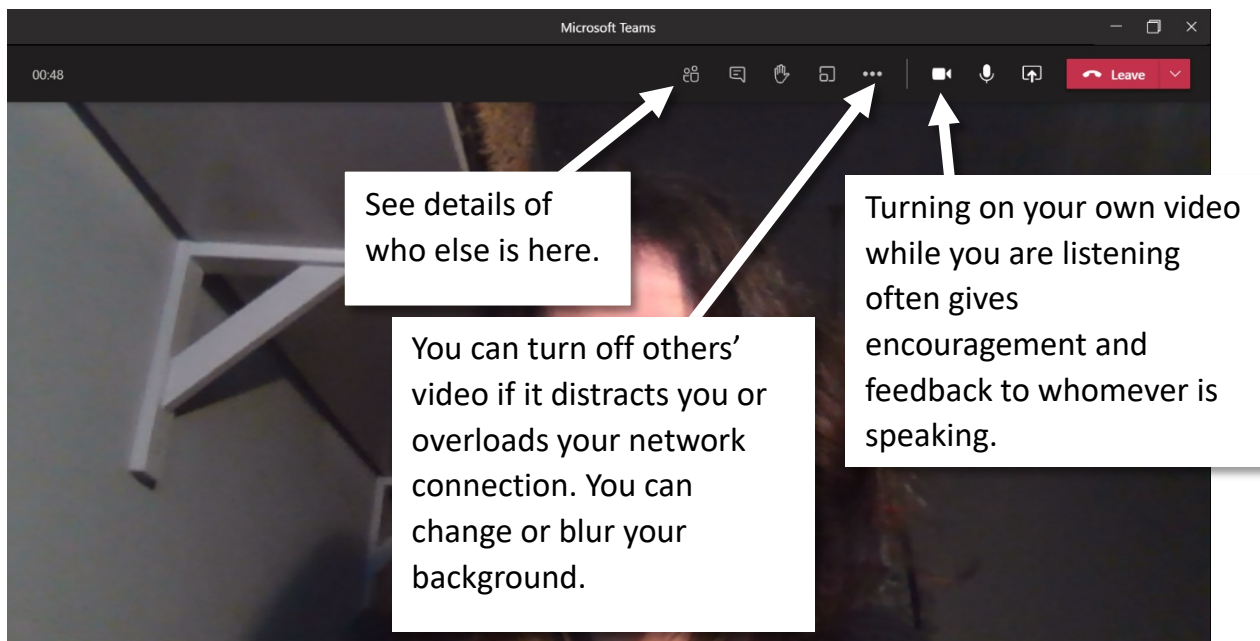 Microsoft Teams
00:48
Leave
See details of
who else is here.
You can turn off others’
video if it distracts you or
overloads your network
connection. You can
change or blur your
background.
Turning on your own video
while you are listening
often gives
encouragement and
feedback to whomever is
speaking.